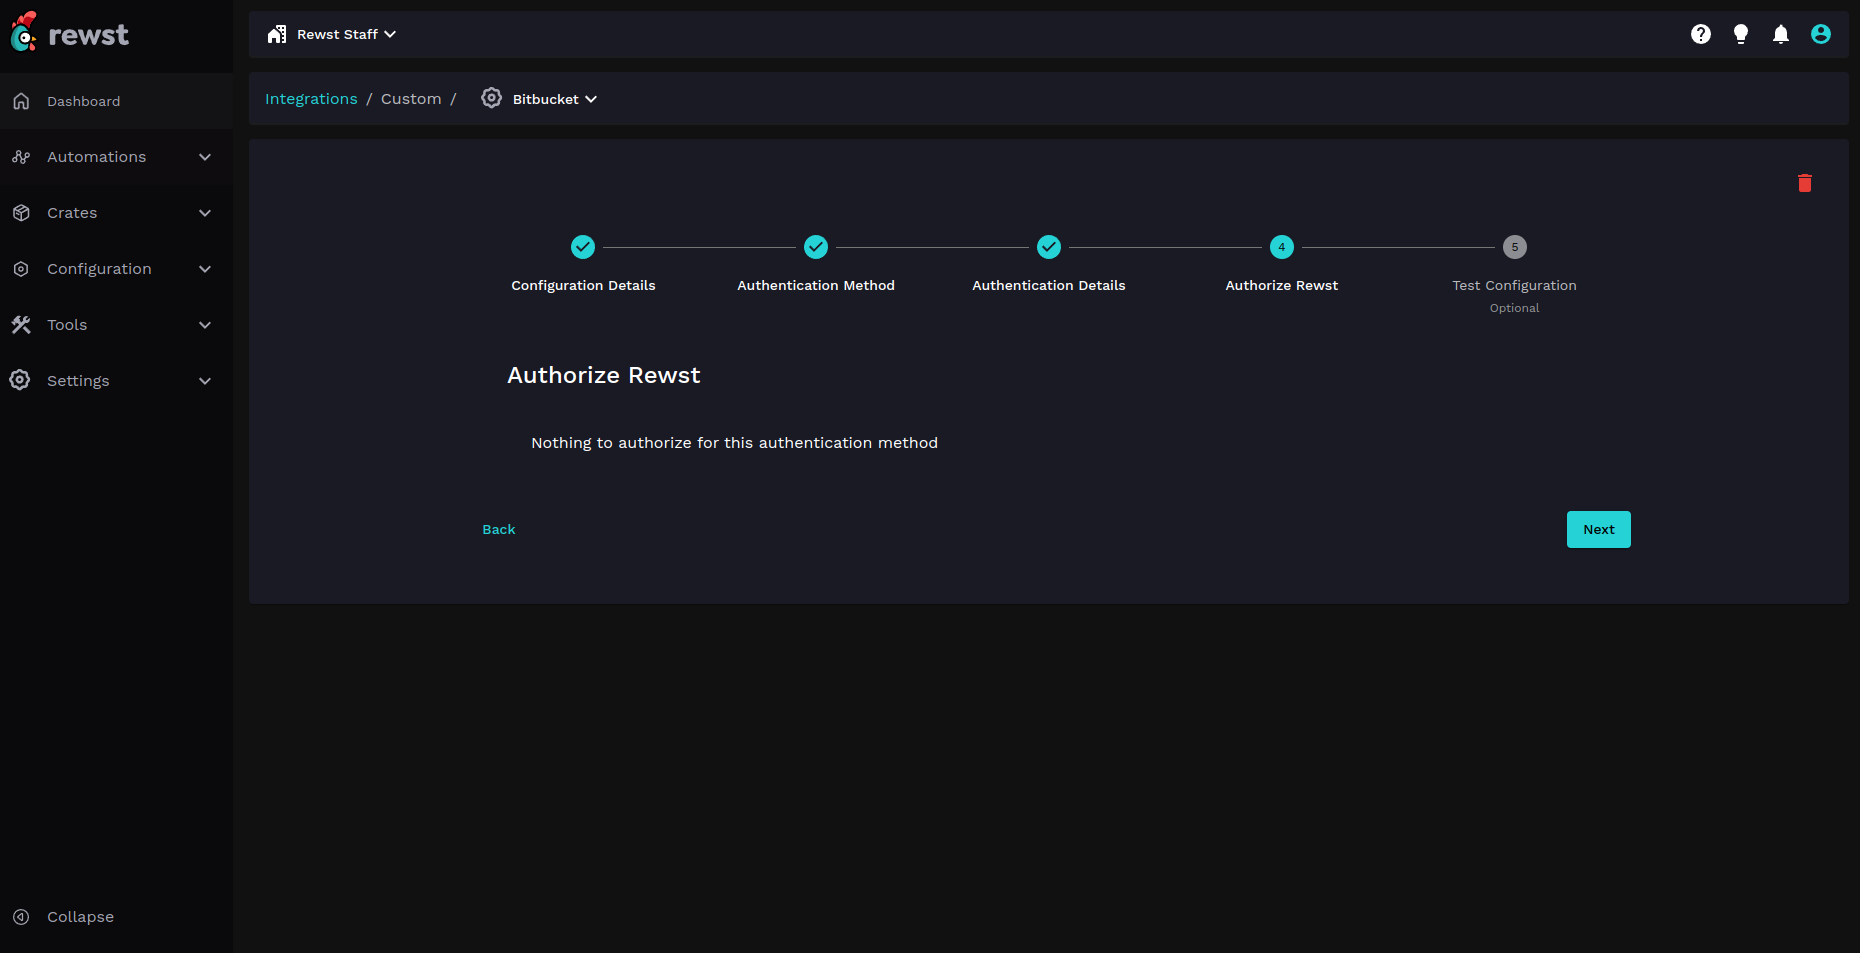 rewst
Rewst Staff
Dashboard
Automations
Crates
Configuration
Tools
Settings
Collapse
Integrations / Custom / Bitbucket
4
5
Configuration Details
Authentication Method
Authentication Details
Authorize Rewst
Test Configuration
Optional
Authorize Rewst
Nothing to authorize for this authentication method
Back
Next